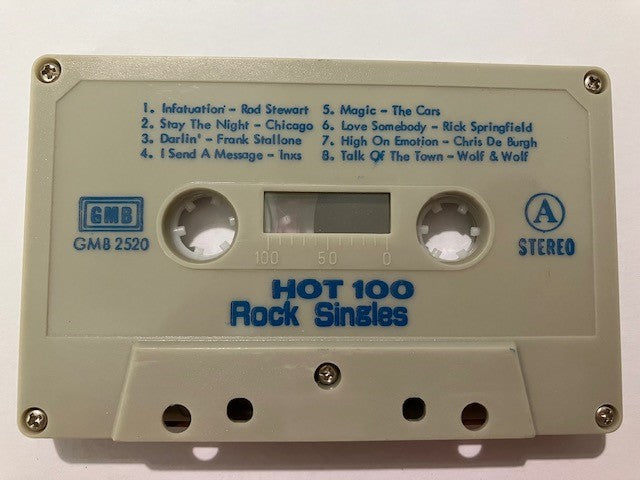 1. Infatuation - Rod Stewart
2. Stay The Night - Chicago
3. Darlin' - Frank Stallone
4. I Send A Message - Inxs
5. Magic - The Cars
6. Love Somebody - Rick Springfield
7. High On Emotion - Chris De Burgh
8. Talk Of The Town - Wolf & Wolf
GMB
GMB 2520
A
STEREO
100 50 0
HOT 100
Rock Singles